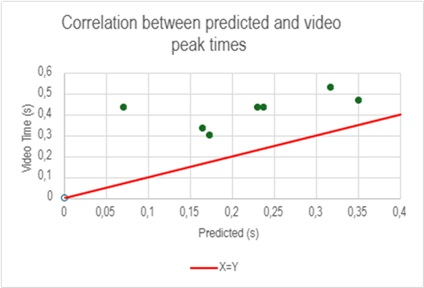 Correlation between predicted and video
peak times
0,6
0,5
0,4
0,3
0,2
0,1
0
Video Time (s)
0 0,05 0,1 0,15 0,2 0,25 0,3 0,35 0,4
Predicted (s)
X=Y